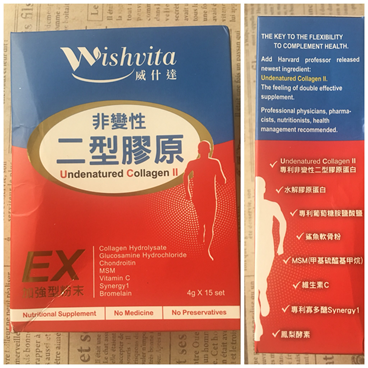 Wishvita
威什達
非變性
二型膠原
Undenatured Collagen II
EX
加強型粉末
Collagen Hydrolysate
Glucosamine Hydrochloride
Chondroitin
MSM
Vitamin C
Synergy1
Bromelain
4g X 15 set
Nutritional Supplement
No Medicine
No Preservatives
THE KEY TO THE FLEXIBILITY
TO COMPLEMENT HEALTH.
Add Harvard professor released
newest ingredient:
Undenatured Collagen II.
The feeling of double effective
supplement.
Professional physicians, pharma-
cists, nutritionists, health
management recommended.
Undenatured Collagen II
專利非變性二型膠原蛋白
水解膠原蛋白
專利葡萄糖胺鹽酸鹽
鯊魚軟骨粉
MSM(甲基硫醯基甲烷)
維生素C
專利寡多醣Synergy1
鳳梨酵素